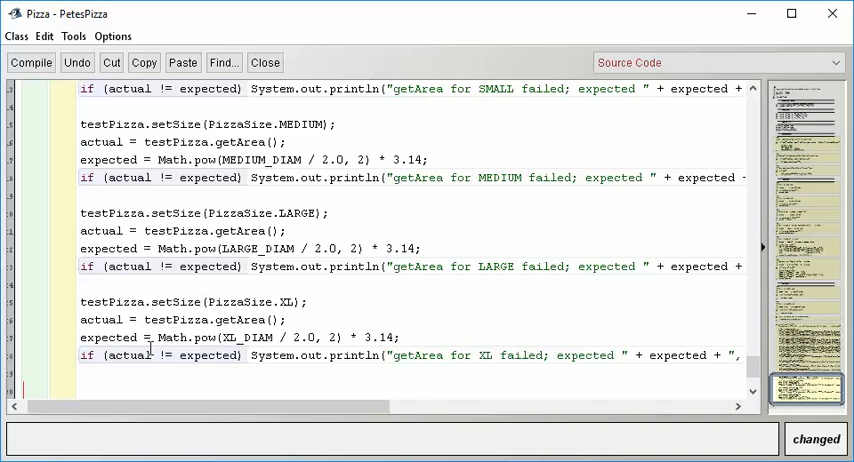 Pizza - PetesPizza
Class Edit Tools Options
Compile Undo Cut Copy Paste Find... Close Source Code
if (actual != expected) System.out.println("getArea for SMALL failed; expected " + expected +
testPizza.setSize(PizzaSize.MEDIUM);
actual = testPizza.getArea();
expected = Math.pow(MEDIUM_DIAM / 2.0, 2) * 3.14;
if (actual != expected) System.out.println("getArea for MEDIUM failed; expected " + expected
testPizza.setSize(PizzaSize.LARGE);
actual = testPizza.getArea();
expected = Math.pow(LARGE_DIAM / 2.0, 2) * 3.14;
if (actual != expected) System.out.println("getArea for LARGE failed; expected " + expected +
testPizza.setSize(PizzaSize.XL);
actual = testPizza.getArea();
expected = Math.pow(XL_DIAM / 2.0, 2) * 3.14;
if (actual != expected) System.out.println("getArea for XL failed; expected " + expected + ",
changed